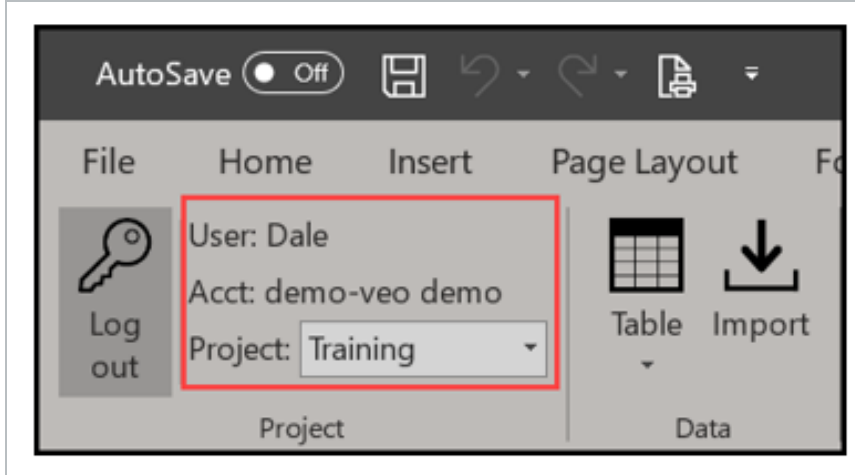 AutoSave Off
File Home Insert Page Layout
User: Dale
Acct: demo-veo demo
Project: Training
Log
out
Table
Import
Project
Data